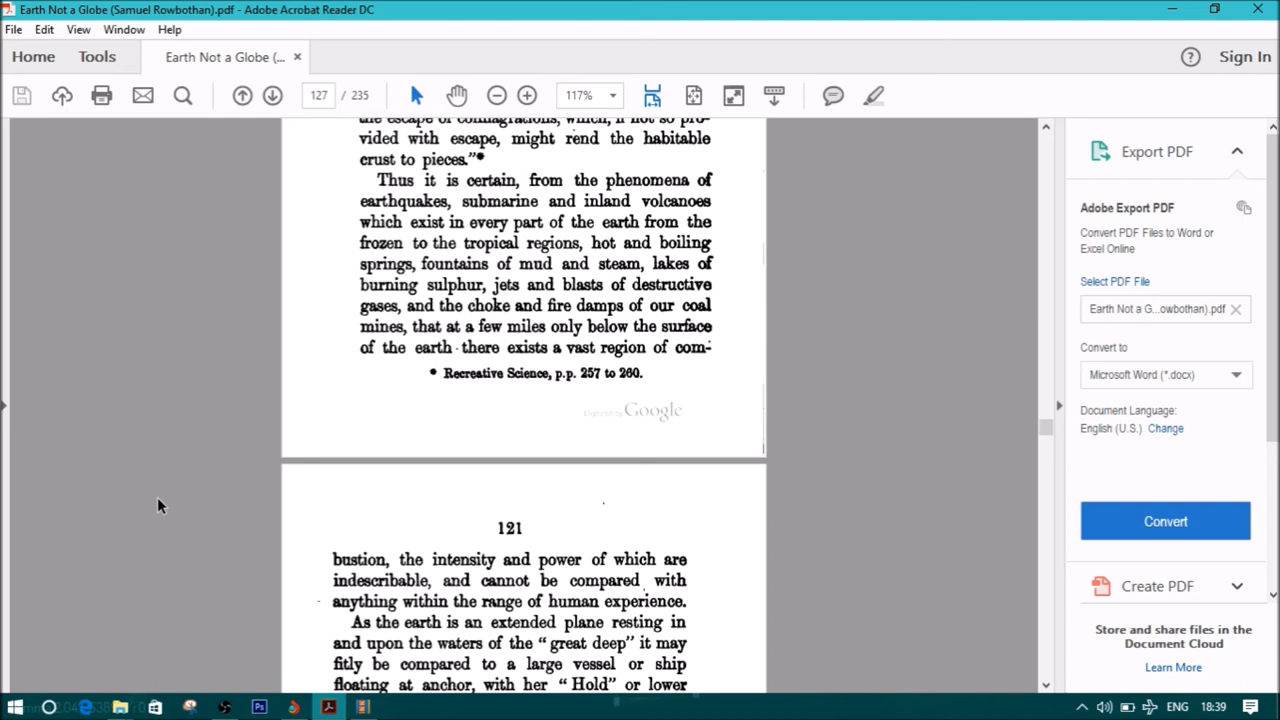 Earth Not a Globe (Samuel Rowbothan).pdf - Adobe Acrobat Reader DC
File Edit View Window Help
Home Tools Earth Not a Globe (... × Sign In
127 / 235 117%
the escape of conflagrations, which, if not so pro-
vided with escape, might rend the habitable
crust to pieces."*
Thus it is certain, from the phenomena of
earthquakes, submarine and inland volcanoes
which exist in every part of the earth from the
frozen to the tropical regions, hot and boiling
springs, fountains of mud and steam, lakes of
burning sulphur, jets and blasts of destructive
gases, and the choke and fire damps of our coal
mines, that at a few miles only below the surface
of the earth there exists a vast region of com-
* Recreative Science, p.p. 257 to 260.
Digitized by Google
121
bustion, the intensity and power of which are
indescribable, and cannot be compared with
anything within the range of human experience.
As the earth is an extended plane resting in
and upon the waters of the "great deep" it may
fitly be compared to a large vessel or ship
floating at anchor, with her "Hold" or lower
Export PDF
Adobe Export PDF
Convert PDF Files to Word or
Excel Online
Select PDF File
Earth Not a G...owbothan).pdf
Convert to
Microsoft Word (*.docx)
Document Language:
English (U.S.) Change
Convert
Create PDF
Store and share files in the
Document Cloud
Learn More
ENG 18:39